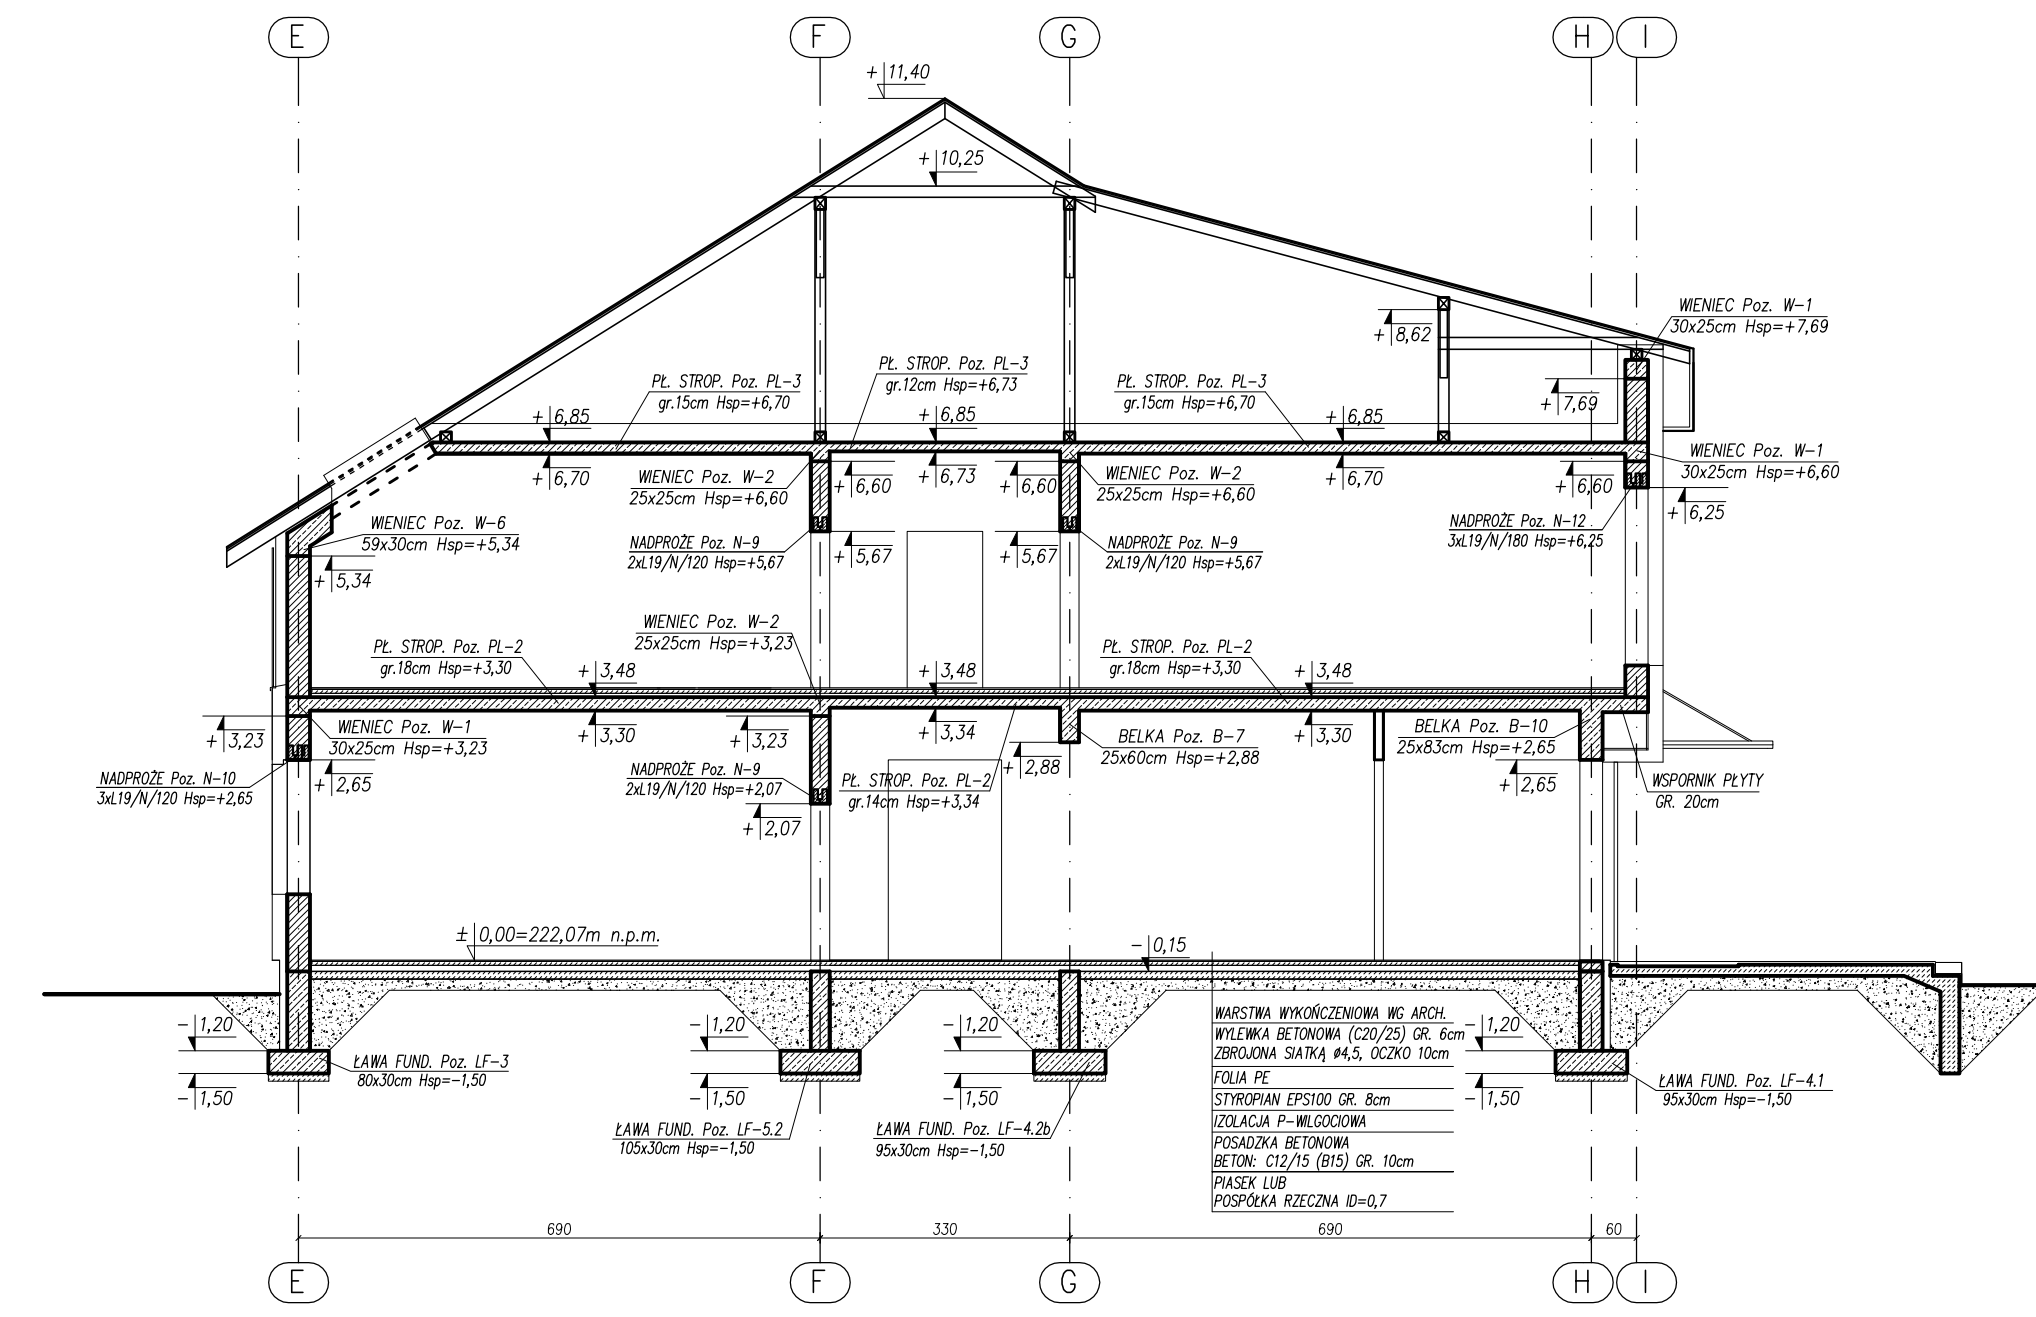 E
F
G
H
I
+ 11,40
+ 10,25
+ 8,62
WIENIEC Poz. W-1
30x25cm Hsp=+7,69
+ 7,69
PŁ. STROP. Poz. PL-3
gr.15cm Hsp=+6,70
PŁ. STROP. Poz. PL-3
gr.12cm Hsp=+6,73
PŁ. STROP. Poz. PL-3
gr.15cm Hsp=+6,70
+ 6,85
+ 6,85
+ 6,85
+ 6,70
+ 6,73
+ 6,70
WIENIEC Poz. W-2
25x25cm Hsp=+6,60
+ 6,60
+ 6,60
WIENIEC Poz. W-2
25x25cm Hsp=+6,60
+ 6,60
WIENIEC Poz. W-1
30x25cm Hsp=+6,60
+ 6,25
WIENIEC Poz. W-6
59x30cm Hsp=+5,34
+ 5,34
NADPROŻE Poz. N-9
2xL19/N/120 Hsp=+5,67
+ 5,67
+ 5,67
NADPROŻE Poz. N-9
2xL19/N/120 Hsp=+5,67
NADPROŻE Poz. N-12
3xL19/N/180 Hsp=+6,25
WIENIEC Poz. W-2
25x25cm Hsp=+3,23
PŁ. STROP. Poz. PL-2
gr.18cm Hsp=+3,30
+ 3,48
+ 3,48
PŁ. STROP. Poz. PL-2
gr.18cm Hsp=+3,30
+ 3,48
+ 3,23
WIENIEC Poz. W-1
30x25cm Hsp=+3,23
+ 3,30
+ 3,23
+ 3,34
+ 2,88
BELKA Poz. B-7
25x60cm Hsp=+2,88
+ 3,30
BELKA Poz. B-10
25x83cm Hsp=+2,65
+ 2,65
NADPROŻE Poz. N-10
3xL19/N/120 Hsp=+2,65
+ 2,65
NADPROŻE Poz. N-9
2xL19/N/120 Hsp=+2,07
+ 2,07
PŁ. STROP. Poz. PL-2
gr.14cm Hsp=+3,34
WSPORNIK PŁYTY
GR. 20cm
± 0,00=222,07m n.p.m.
- 0,15
- 1,20
- 1,20
- 1,20
- 1,20
- 1,50
- 1,50
- 1,50
- 1,50
ŁAWA FUND. Poz. LF-3
80x30cm Hsp=-1,50
ŁAWA FUND. Poz. LF-5.2
105x30cm Hsp=-1,50
ŁAWA FUND. Poz. LF-4.2b
95x30cm Hsp=-1,50
ŁAWA FUND. Poz. LF-4.1
95x30cm Hsp=-1,50
WARSTWA WYKOŃCZENIOWA WG ARCH.
WYLEWKA BETONOWA (C20/25) GR. 6cm
ZBROJONA SIATKĄ ø4,5, OCZKO 10cm
FOLIA PE
STYROPIAN EPS100 GR. 8cm
IZOLACJA P-WILGOCIOWA
POSADZKA BETONOWA
BETON: C12/15 (B15) GR. 10cm
PIASEK LUB
POSPÓŁKA RZECZNA ID=0,7
690
330
690
60
E
F
G
H
I